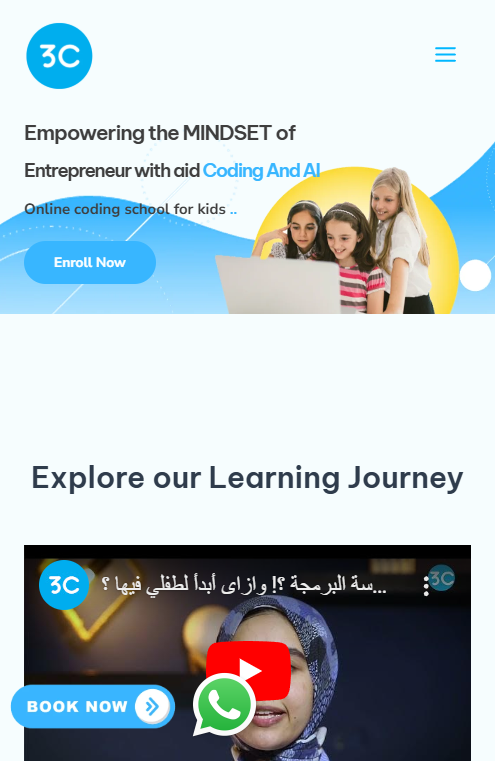 3C
Empowering the MINDSET of
Entrepreneur with aid Coding And AI
Online coding school for kids ..
Enroll Now
Explore our Learning Journey
3C
...سة البرمجة ؟! وازاى أبدأ لطفلي فيها ؟
3C
BOOK NOW